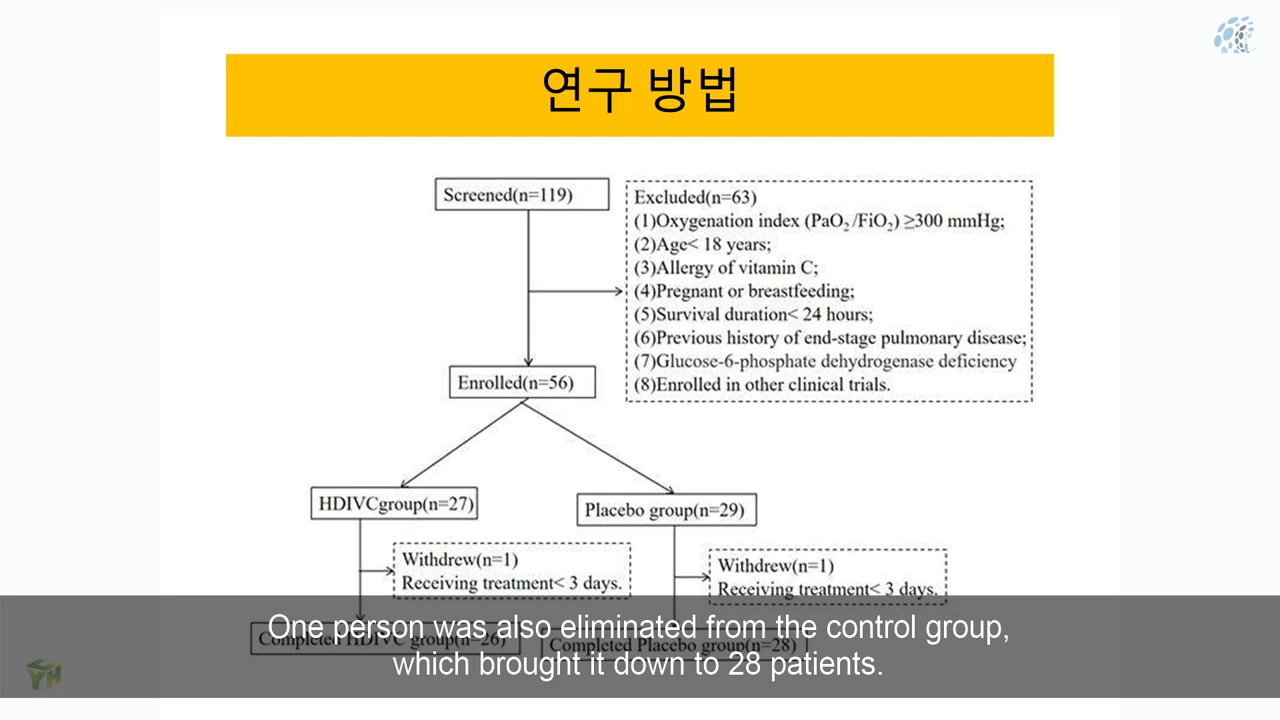 연구 방법
Screened(n=119)
Excluded(n=63)
(1)Oxygenation index (PaO₂/FiO₂) ≥300 mmHg;
(2)Age< 18 years;
(3)Allergy of vitamin C;
(4)Pregnant or breastfeeding;
(5)Survival duration< 24 hours;
(6)Previous history of end-stage pulmonary disease;
(7)Glucose-6-phosphate dehydrogenase deficiency
(8)Enrolled in other clinical trials.
Enrolled(n=56)
HDIVCgroup(n=27)
Placebo group(n=29)
Withdrew(n=1)
Receiving treatment< 3 days.
Withdrew(n=1)
Receiving treatment< 3 days.
Completed HDIVC group(n=26)
Completed Placebo group(n=28)
One person was also eliminated from the control group,
which brought it down to 28 patients.
YH